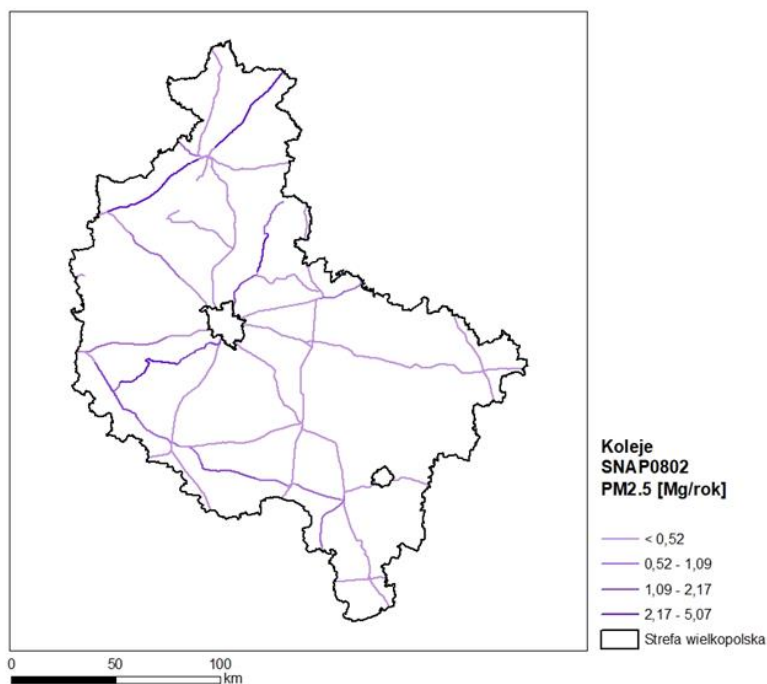 Koleje
SNAP0802
PM2.5 [Mg/rok]
< 0,52
0,52 - 1,09
1,09 - 2,17
2,17 - 5,07
Strefa wielkopolska
0 50 100
km